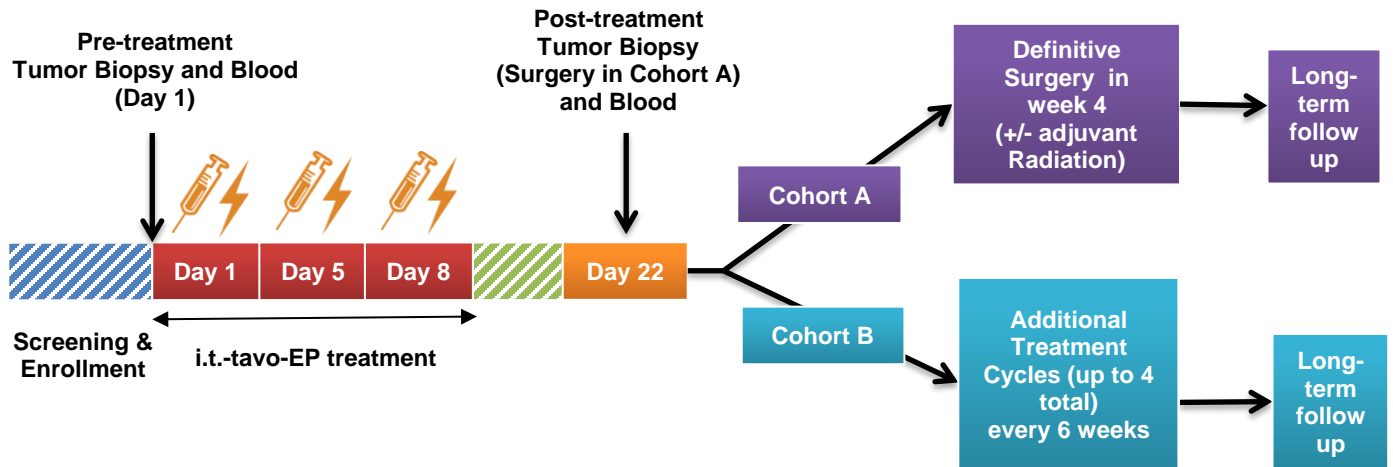 Pre-treatment
Tumor Biopsy and Blood
(Day 1)
Post-treatment
Tumor Biopsy
(Surgery in Cohort A)
and Blood
Day 1
Day 5
Day 8
Day 22
Screening &
Enrollment
i.t.-tavo-EP treatment
Cohort A
Definitive
Surgery in
week 4
(+/- adjuvant
Radiation)
Long-
term
follow
up
Cohort B
Additional
Treatment
Cycles (up to 4
total)
every 6 weeks
Long-
term
follow
up